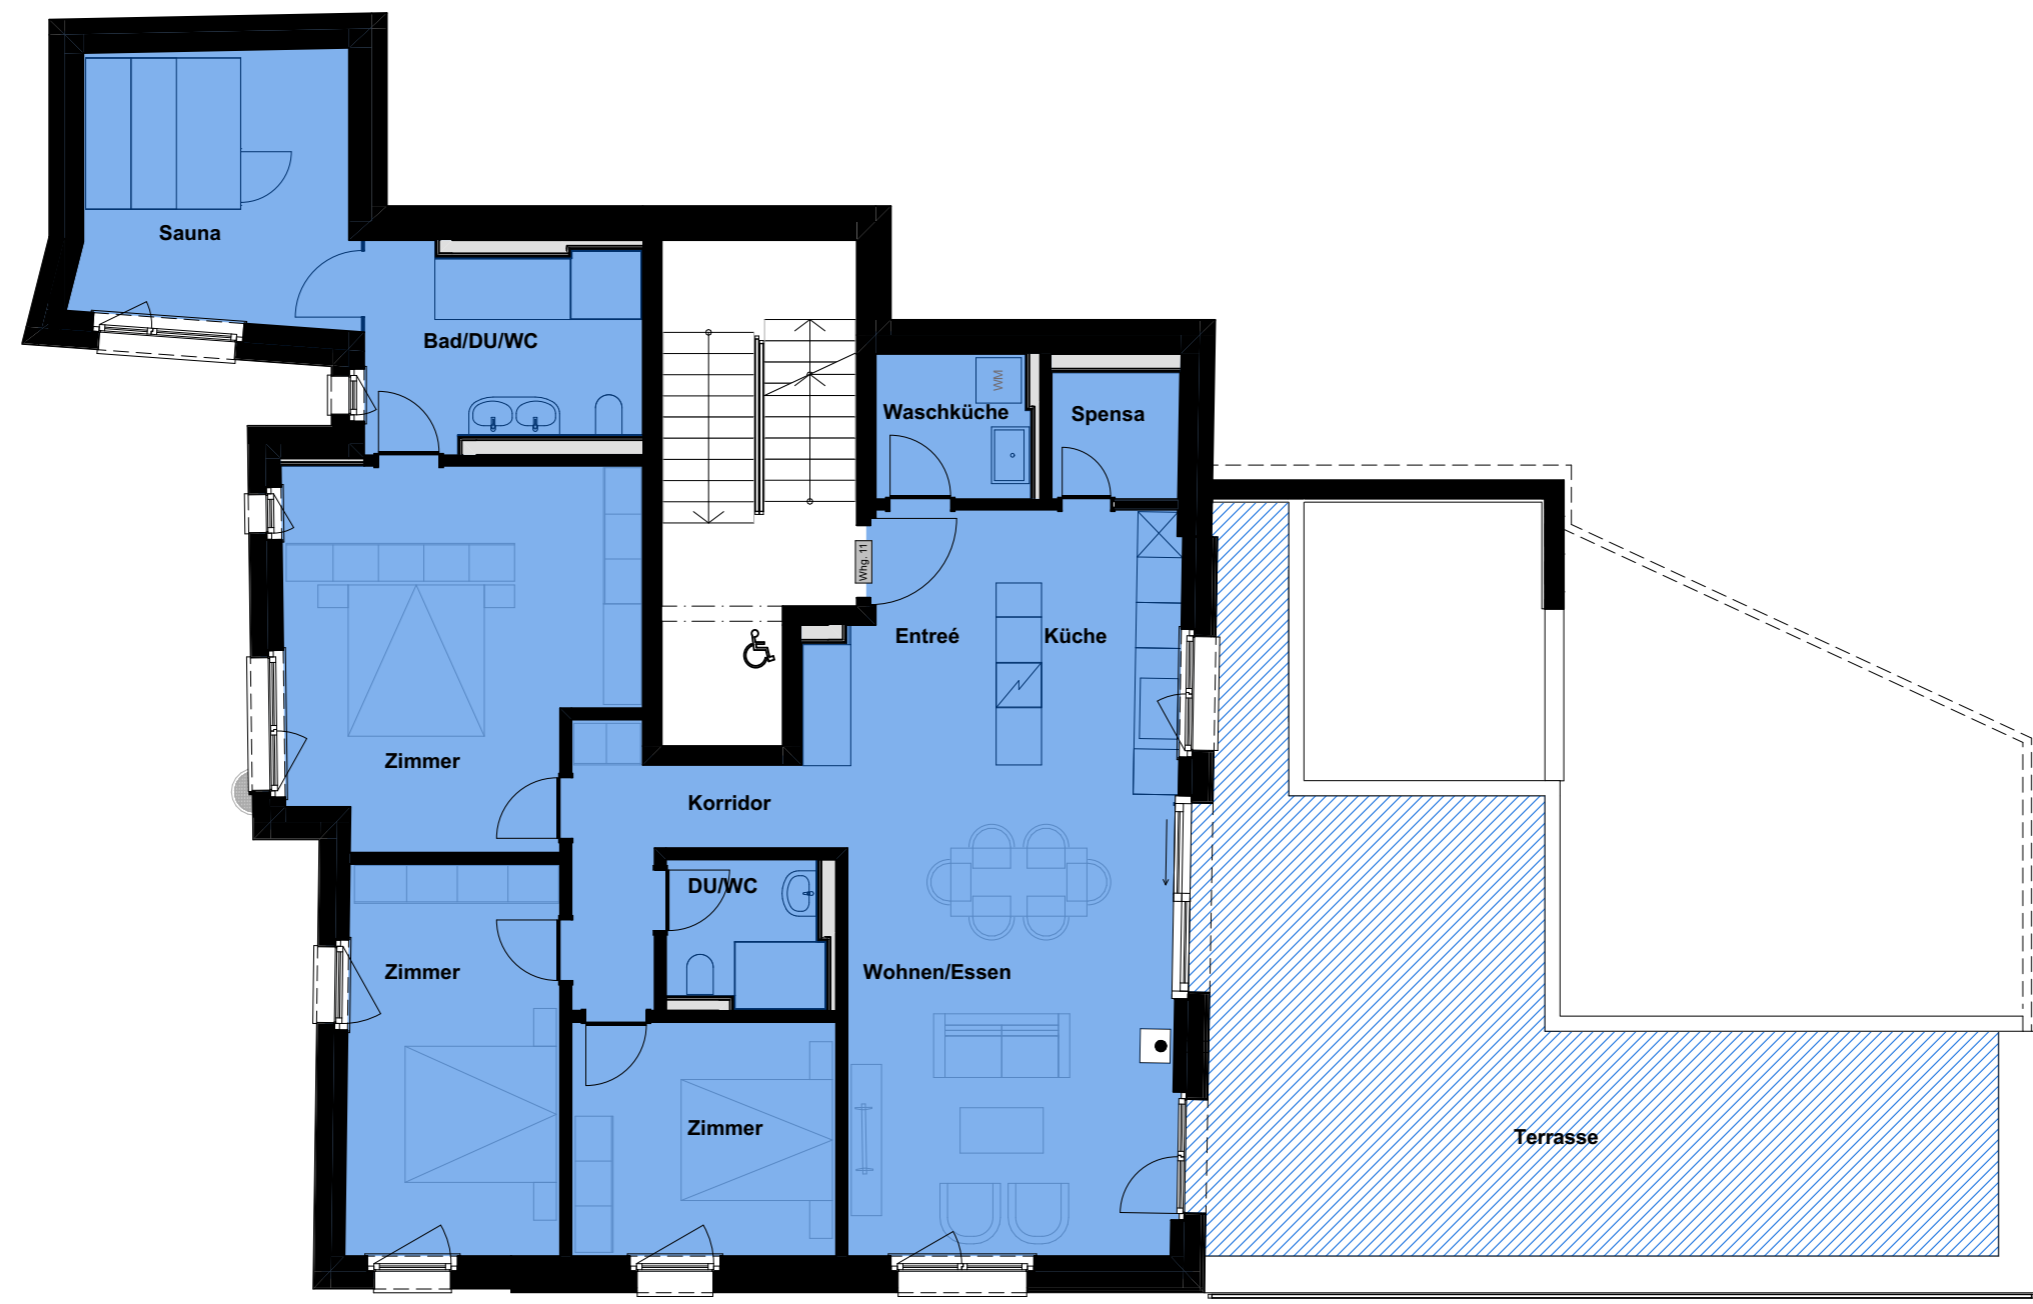 Sauna
Bad/DU/WC
WM
Waschküche
Spensa
Whg. 11
Entreé
Küche
Zimmer
Korridor
DU/WC
Zimmer
Wohnen/Essen
Zimmer
Terrasse